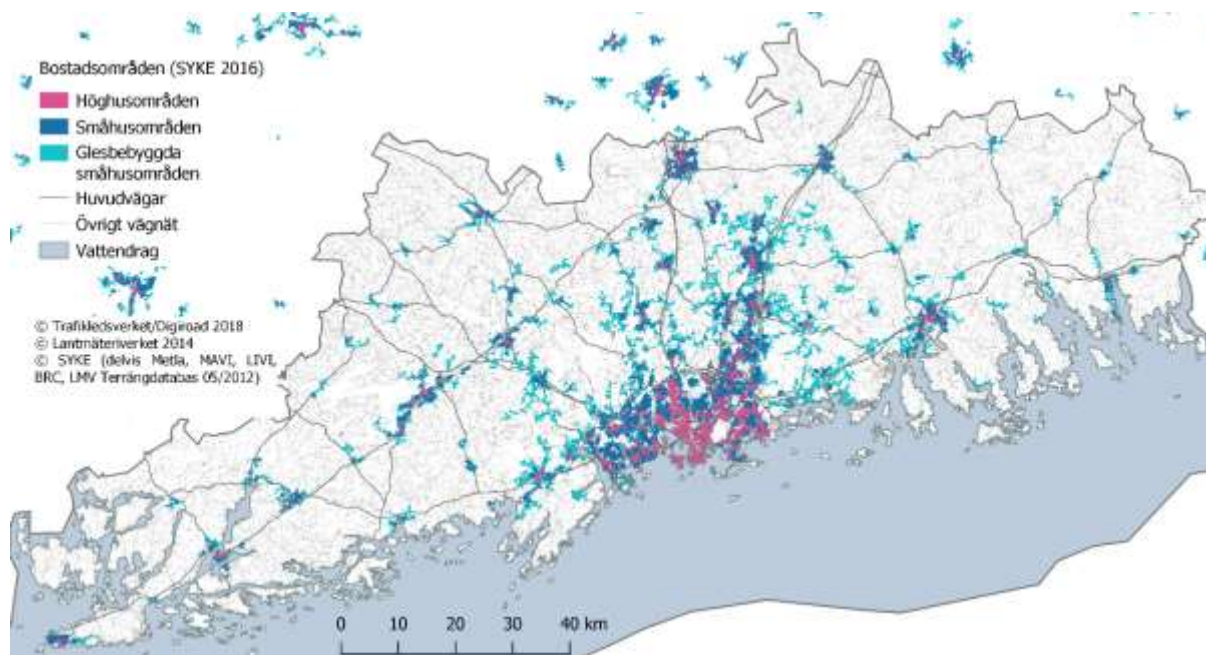 Bostadsområden (SYKE 2016)
Höghusområden
Småhusområden
Glesbebyggda
småhusområden
Huvudvägar
Övrigt vägnät
Vattendrag
© Trafikledsverket/Digiroad 2018
© Lantmäteriverket 2014
© SYKE (delvis Metla, MAVI, LIVI,
BRC, LMV Terrängdatabas 05/2012)
0 10 20 30 40 km